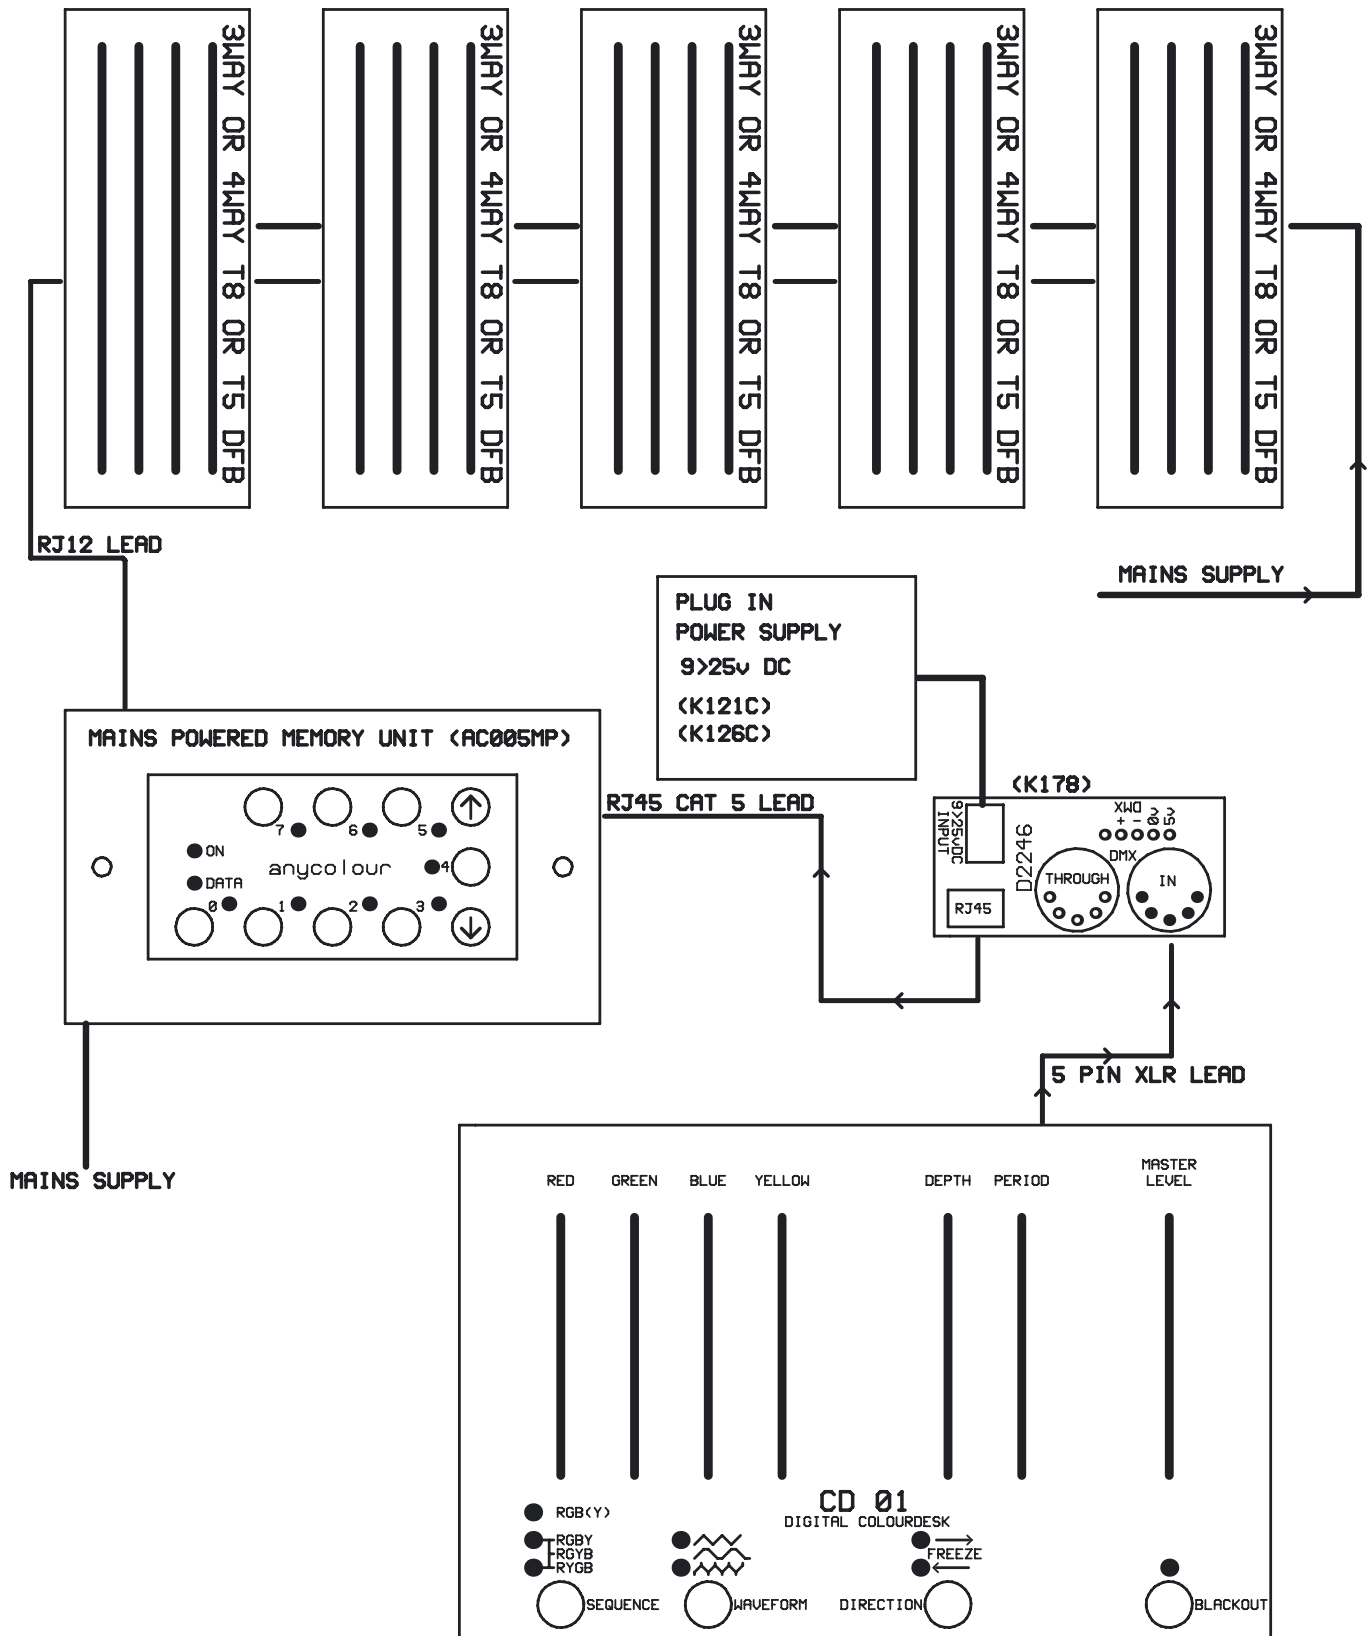 3WAY OR 4WAY T8 OR T5 DFB
3WAY OR 4WAY T8 OR T5 DFB
3WAY OR 4WAY T8 OR T5 DFB
3WAY OR 4WAY T8 OR T5 DFB
3WAY OR 4WAY T8 OR T5 DFB
RJ12 LEAD
MAINS SUPPLY
PLUG IN
POWER SUPPLY
9>25v DC
(K121C)
(K126C)
MAINS POWERED MEMORY UNIT (AC005MP)
7 6 5
ON
anycolour
4
DATA
0 1 2 3
RJ45 CAT 5 LEAD
(K178)
9>25vDC
INPUT
D2246
DMX
+ - 0v 5v
DMX
THROUGH
IN
RJ45
5 PIN XLR LEAD
MAINS SUPPLY
RED GREEN BLUE YELLOW DEPTH PERIOD
MASTER
LEVEL
CD 01
DIGITAL COLOURDESK
RGB(Y)
RGBY
RGYB
RYGB
FREEZE
SEQUENCE
WAVEFORM
DIRECTION
BLACKOUT